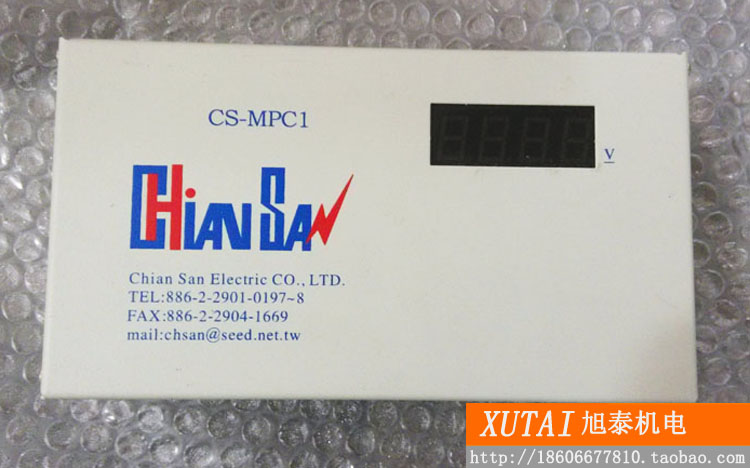 CS-MPC1
V
CHIAN SAN
Chian San Electric CO., LTD.
TEL:886-2-2901-0197~8
FAX:886-2-2904-1669
mail:chsan@seed.net.tw
XUTAI 旭泰机电
http://18606677810.taobao.com